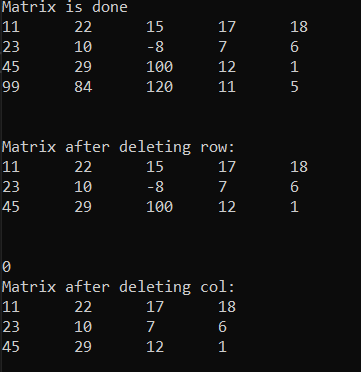 Matrix is done
11 22 15 17 18
23 10 -8 7 6
45 29 100 12 1
99 84 120 11 5
Matrix after deleting row:
11 22 15 17 18
23 10 -8 7 6
45 29 100 12 1
0
Matrix after deleting col:
11 22 17 18
23 10 7 6
45 29 12 1